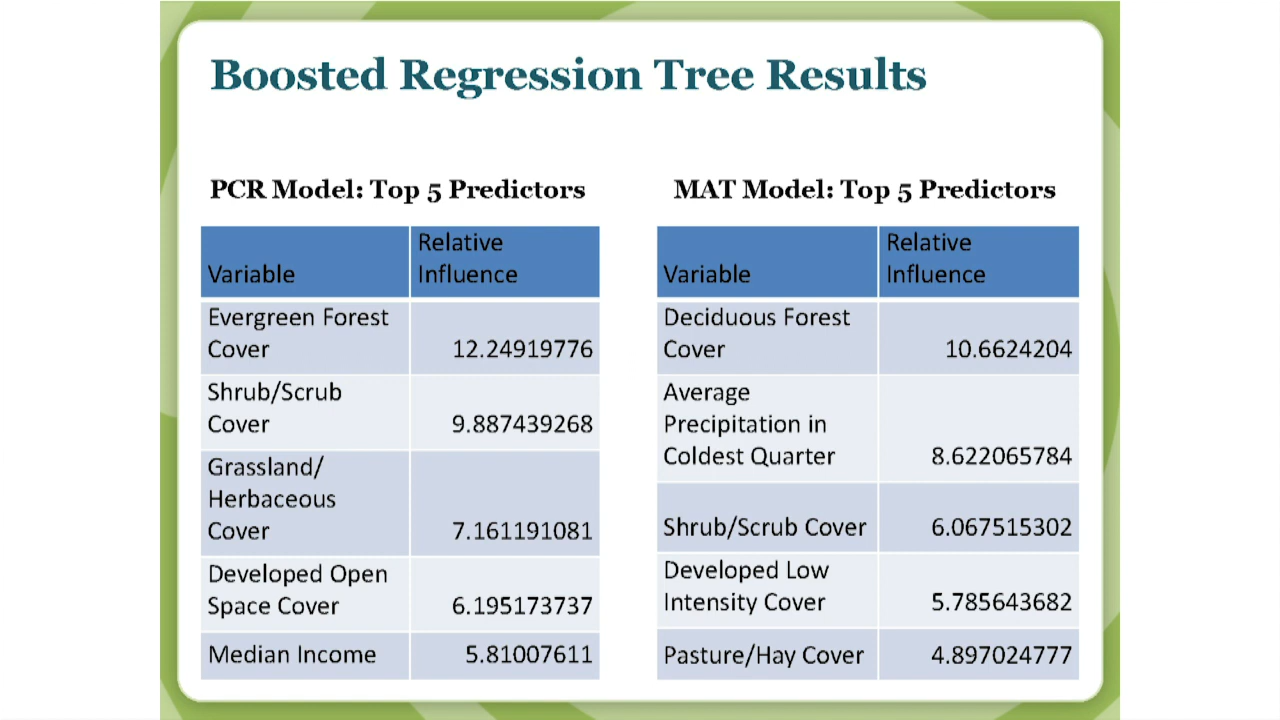 Boosted Regression Tree Results
PCR Model: Top 5 Predictors
Variable
Relative
Influence
Evergreen Forest
Cover
12.24919776
Shrub/Scrub
Cover
9.887439268
Grassland/
Herbaceous
Cover
7.161191081
Developed Open
Space Cover
6.195173737
Median Income
5.81007611
MAT Model: Top 5 Predictors
Variable
Relative
Influence
Deciduous Forest
Cover
10.6624204
Average
Precipitation in
Coldest Quarter
8.622065784
Shrub/Scrub Cover
6.067515302
Developed Low
Intensity Cover
5.785643682
Pasture/Hay Cover
4.897024777